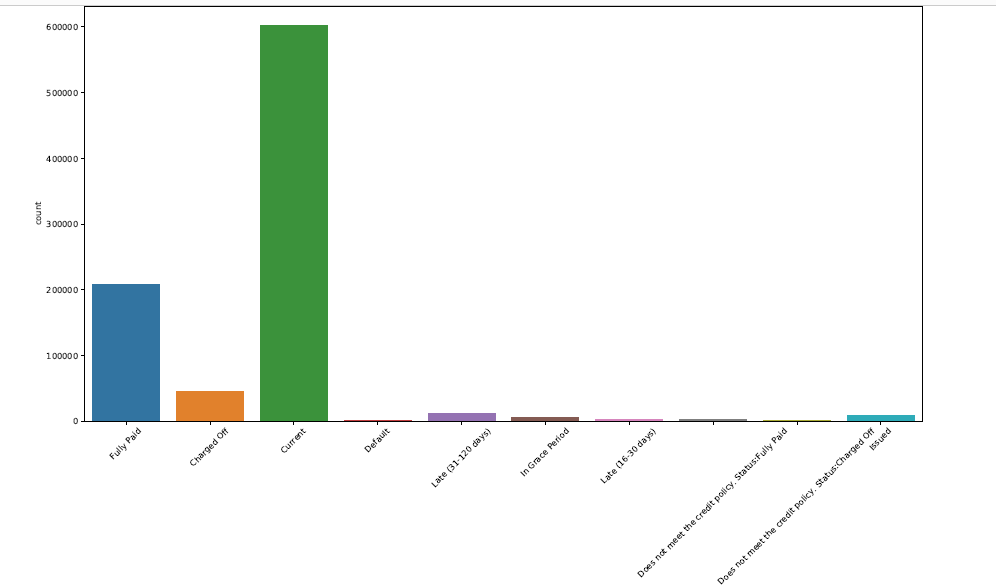 600000
500000
400000
300000
200000
100000
0
count
Fully Paid
Charged Off
Current
Default
Late (31-120 days)
In Grace Period
Late (16-30 days)
Does not meet the credit policy. Status:Fully Paid
Does not meet the credit policy. Status:Charged Off
Issued